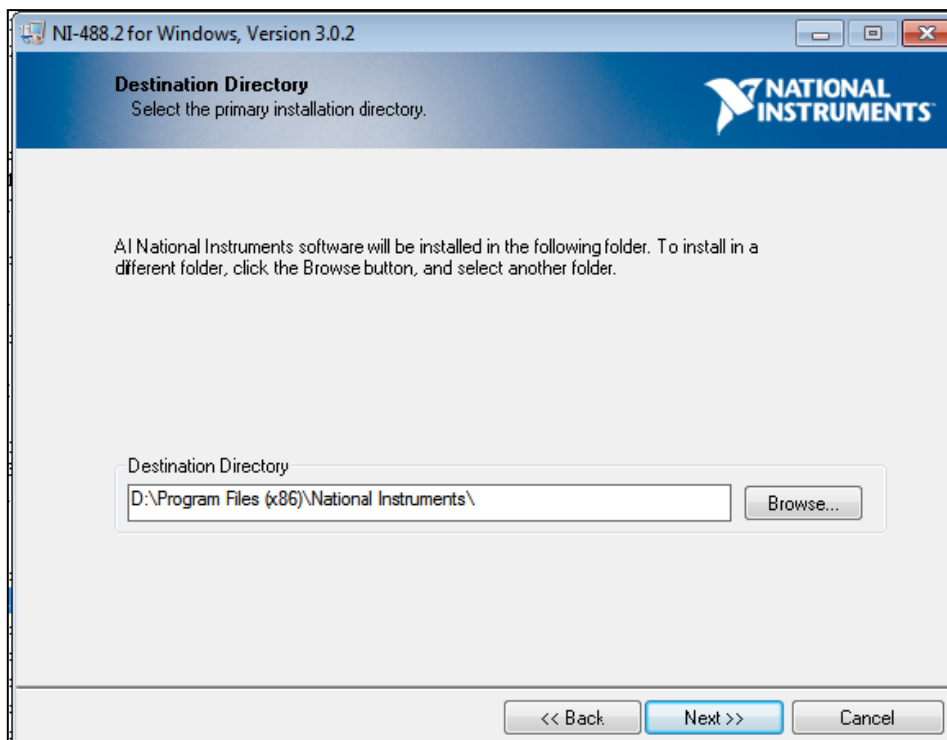 NI-488.2 for Windows, Version 3.0.2
Destination Directory
Select the primary installation directory.
NATIONAL
INSTRUMENTS
Al National Instruments software will be installed in the following folder. To install in a
different folder, click the Browse button, and select another folder.
Destination Directory
D:\Program Files (x86)\National Instruments\
Browse...
<< Back
Next >>
Cancel